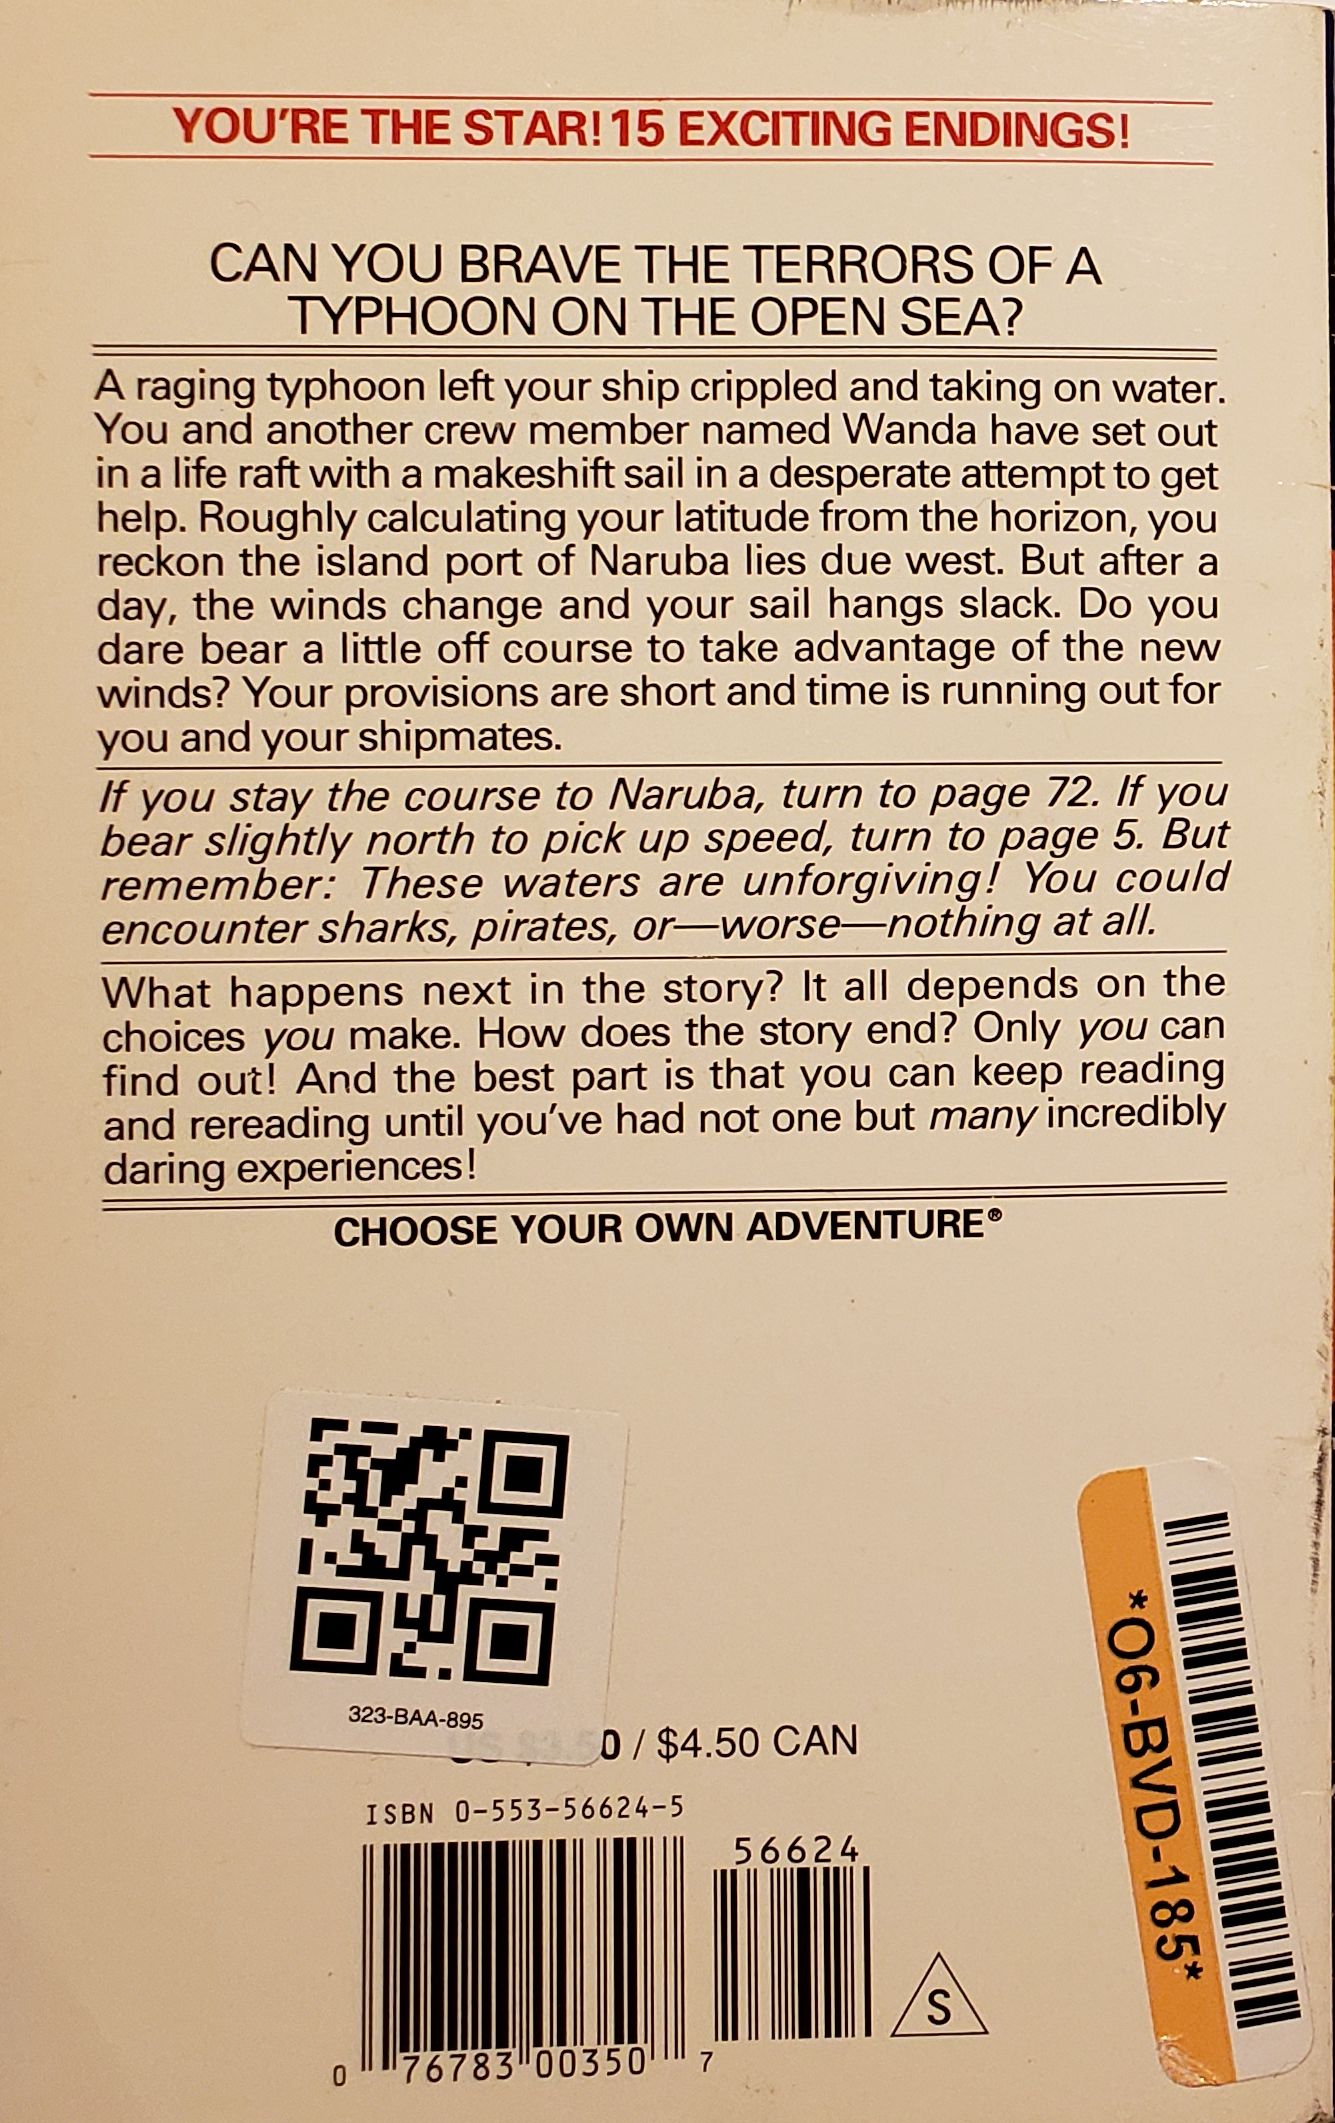 YOU'RE THE STAR! 15 EXCITING ENDINGS!
CAN YOU BRAVE THE TERRORS OF A
TYPHOON ON THE OPEN SEA?
A raging typhoon left your ship crippled and taking on water.
You and another crew member named Wanda have set out
in a life raft with a makeshift sail in a desperate attempt to get
help. Roughly calculating your latitude from the horizon, you
reckon the island port of Naruba lies due west. But after a
day, the winds change and your sail hangs slack. Do you
dare bear a little off course to take advantage of the new
winds? Your provisions are short and time is running out for
you and your shipmates.
If you stay the course to Naruba, turn to page 72. If you
bear slightly north to pick up speed, turn to page 5. But
remember: These waters are unforgiving! You could
encounter sharks, pirates, or—worse—nothing at all.
What happens next in the story? It all depends on the
choices you make. How does the story end? Only you can
find out! And the best part is that you can keep reading
and rereading until you've had not one but many incredibly
daring experiences!
CHOOSE YOUR OWN ADVENTURE®
323-BAA-895
US $3.50 / $4.50 CAN
ISBN 0-553-56624-5
56624
0 76783 00350 7
S
*O6-BVD-185*